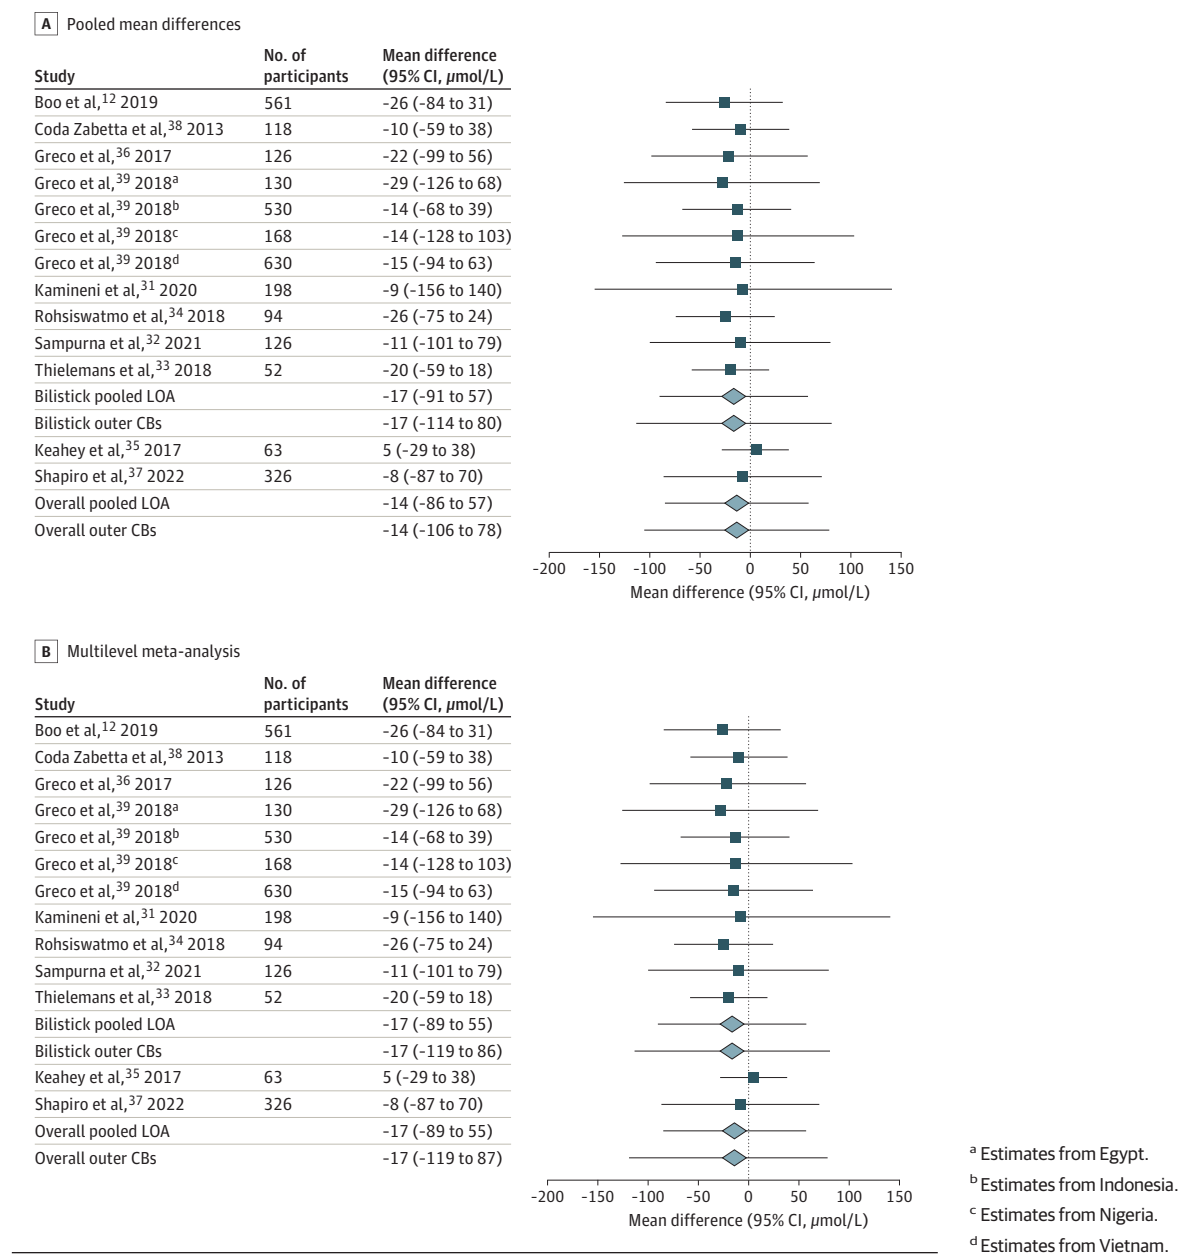 A Pooled mean differences
Study No. of participants Mean difference (95% CI, µmol/L)
Boo et al,12 2019 561 -26 (-84 to 31)
Coda Zabetta et al,38 2013 118 -10 (-59 to 38)
Greco et al,36 2017 126 -22 (-99 to 56)
Greco et al,39 2018a 130 -29 (-126 to 68)
Greco et al,39 2018b 530 -14 (-68 to 39)
Greco et al,39 2018c 168 -14 (-128 to 103)
Greco et al,39 2018d 630 -15 (-94 to 63)
Kamineni et al,31 2020 198 -9 (-156 to 140)
Rohsiswatmo et al,34 2018 94 -26 (-75 to 24)
Sampurna et al,32 2021 126 -11 (-101 to 79)
Thielemans et al,33 2018 52 -20 (-59 to 18)
Bilistick pooled LOA -17 (-91 to 57)
Bilistick outer CBs -17 (-114 to 80)
Keahey et al,35 2017 63 5 (-29 to 38)
Shapiro et al,37 2022 326 -8 (-87 to 70)
Overall pooled LOA -14 (-86 to 57)
Overall outer CBs -14 (-106 to 78)
-200 -150 -100 -50 0 50 100 150
Mean difference (95% CI, µmol/L)
B Multilevel meta-analysis
Study No. of participants Mean difference (95% CI, µmol/L)
Boo et al,12 2019 561 -26 (-84 to 31)
Coda Zabetta et al,38 2013 118 -10 (-59 to 38)
Greco et al,36 2017 126 -22 (-99 to 56)
Greco et al,39 2018a 130 -29 (-126 to 68)
Greco et al,39 2018b 530 -14 (-68 to 39)
Greco et al,39 2018c 168 -14 (-128 to 103)
Greco et al,39 2018d 630 -15 (-94 to 63)
Kamineni et al,31 2020 198 -9 (-156 to 140)
Rohsiswatmo et al,34 2018 94 -26 (-75 to 24)
Sampurna et al,32 2021 126 -11 (-101 to 79)
Thielemans et al,33 2018 52 -20 (-59 to 18)
Bilistick pooled LOA -17 (-89 to 55)
Bilistick outer CBs -17 (-119 to 86)
Keahey et al,35 2017 63 5 (-29 to 38)
Shapiro et al,37 2022 326 -8 (-87 to 70)
Overall pooled LOA -17 (-89 to 55)
Overall outer CBs -17 (-119 to 87)
-200 -150 -100 -50 0 50 100 150
Mean difference (95% CI, µmol/L)
a Estimates from Egypt.
b Estimates from Indonesia.
c Estimates from Nigeria.
d Estimates from Vietnam.